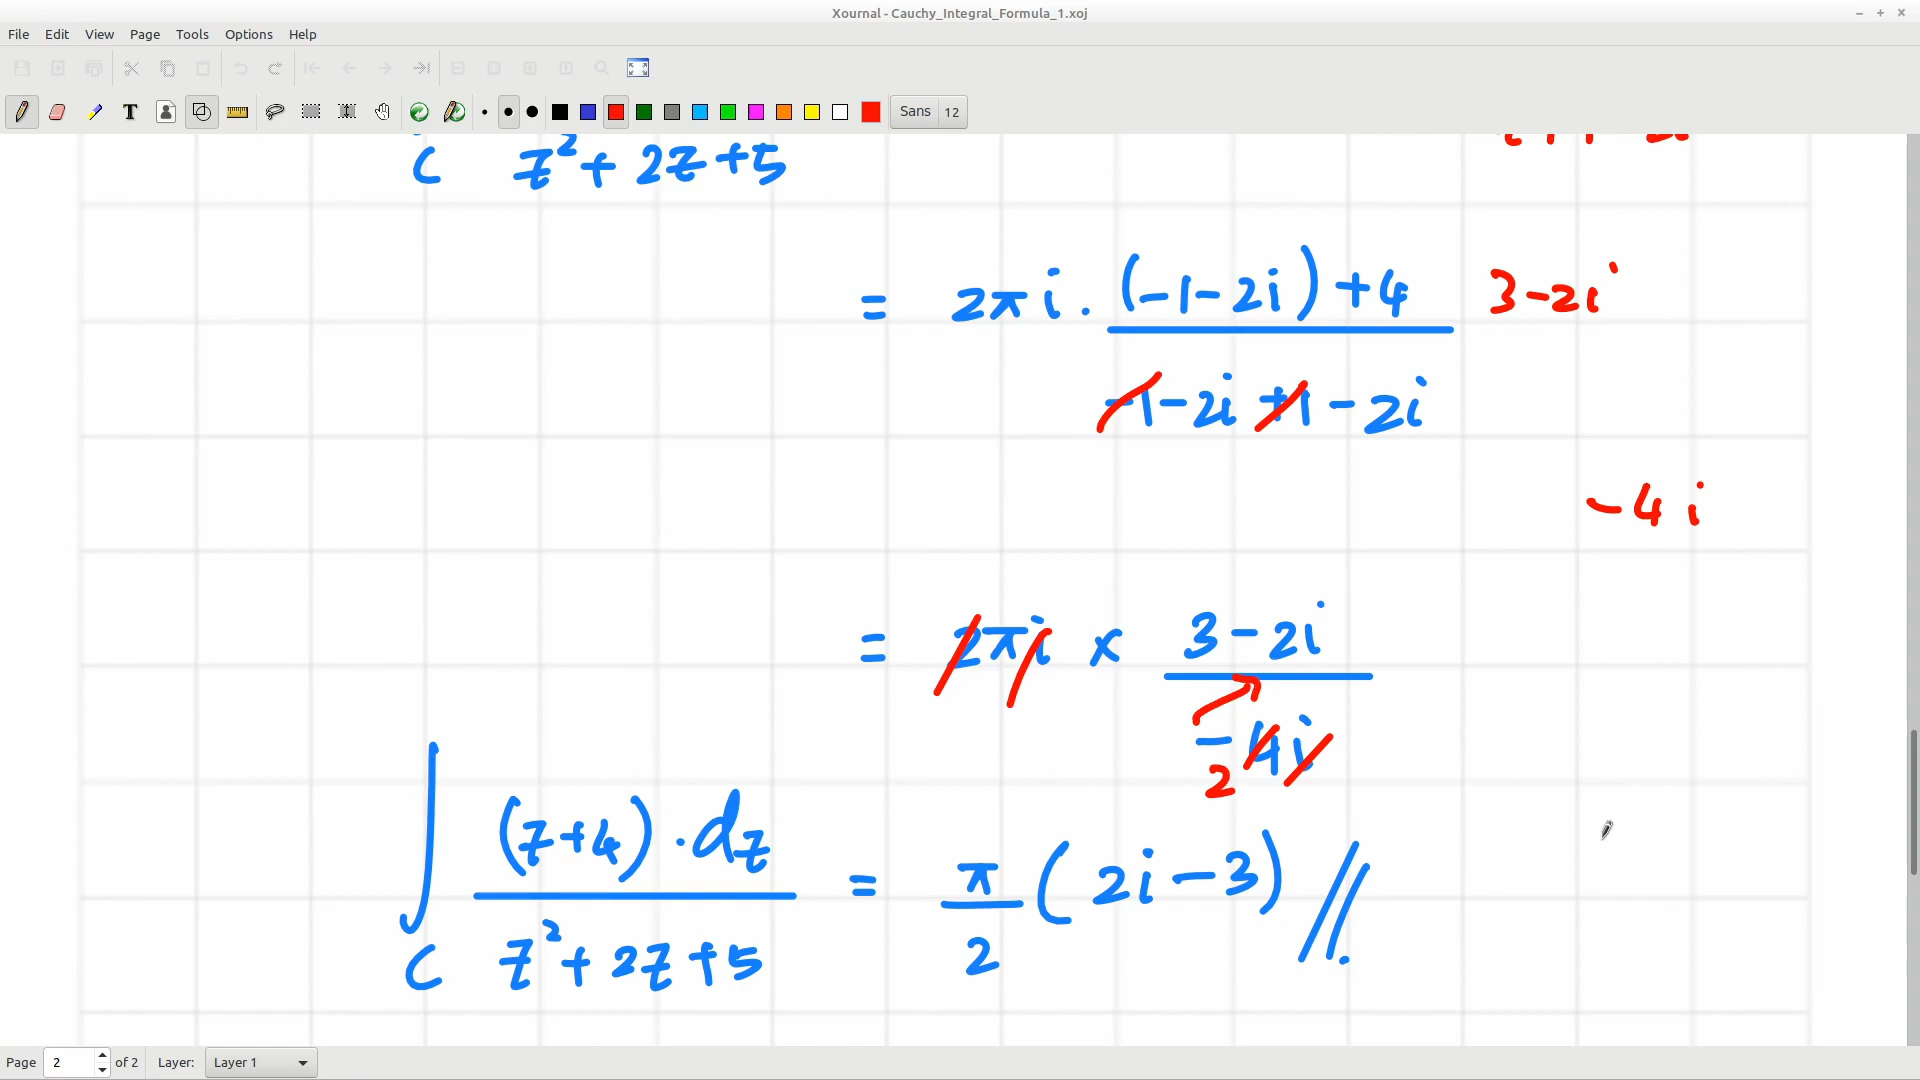 Xournal - Cauchy_Integral_Formula_1.xoj
File Edit View Page Tools Options Help
T Sans 12
C z² + 2z + 5
= 2πi . (-1-2i)+4 3-2i
-1-2i+1-2i
-4i
= 2πi x 3-2i
-4i
2
∫ (z+4).dz = π (2i-3)//.
C z²+2z+5 2
Page 2 of 2 Layer: Layer 1